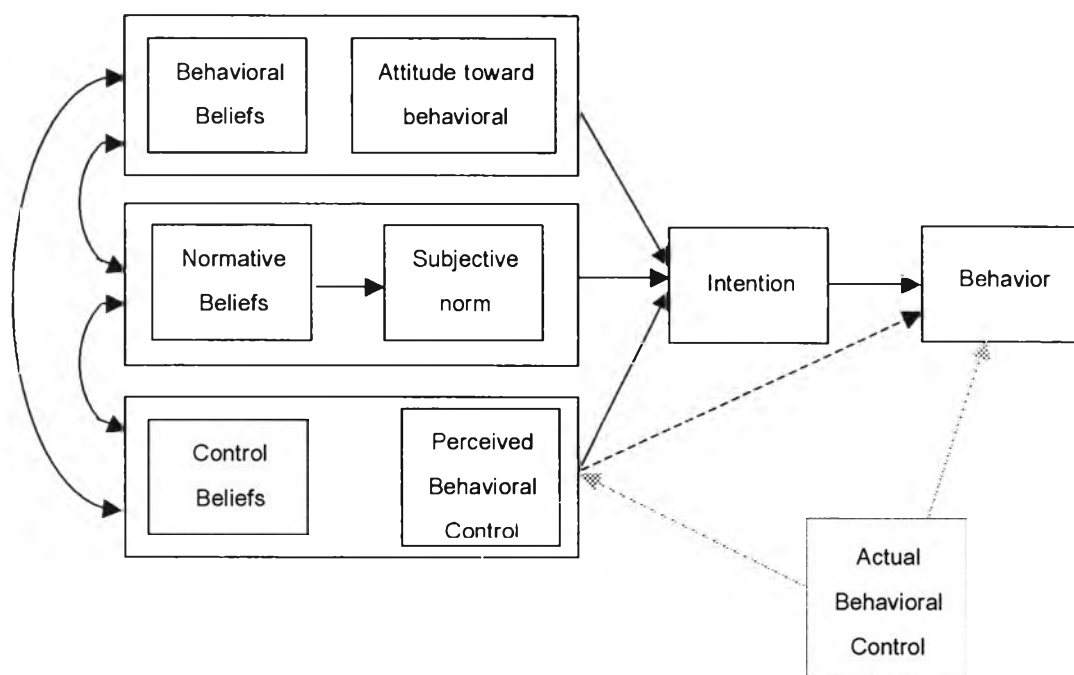 Behavioral
Beliefs
Attitude toward
behavioral
Normative
Beliefs
Subjective
norm
Intention
Behavior
Control
Beliefs
Perceived
Behavioral
Control
Actual
Behavioral
Control